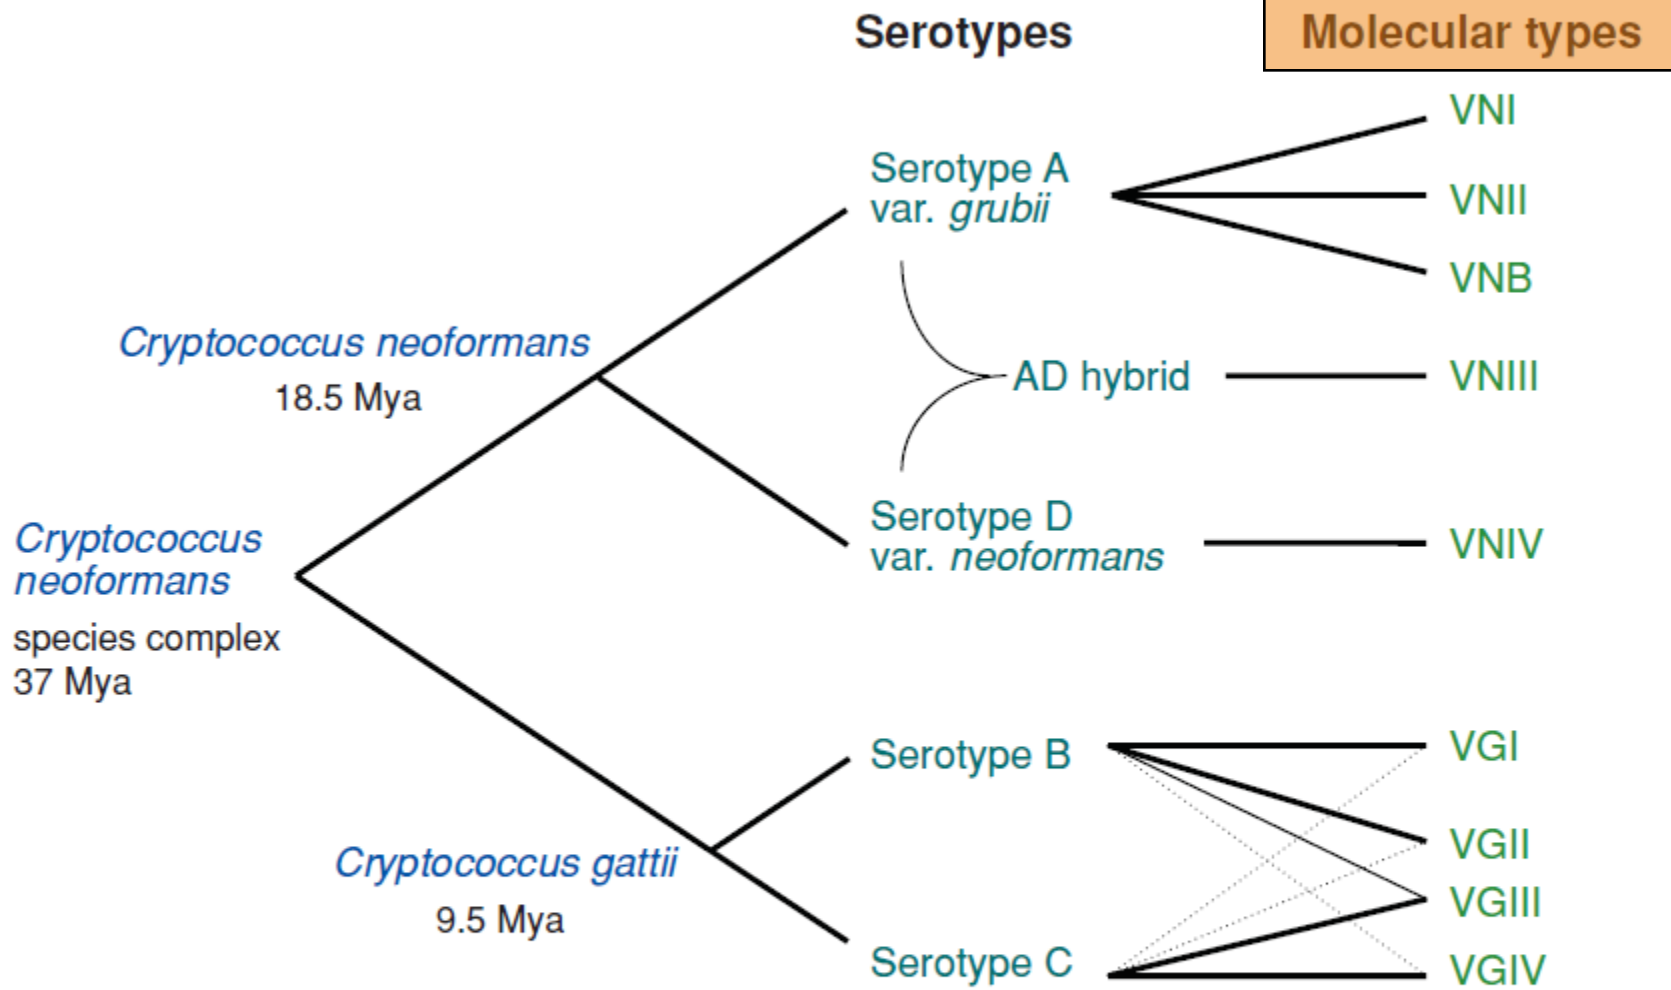 Serotypes
Molecular types
VNI
Serotype A
var. grubii
VNII
VNB
Cryptococcus neoformans
18.5 Mya
AD hybrid
VNIII
Cryptococcus
neoformans
species complex
37 Mya
Serotype D
var. neoformans
VNIV
Serotype B
VGI
VGII
Cryptococcus gattii
9.5 Mya
VGIII
Serotype C
VGIV